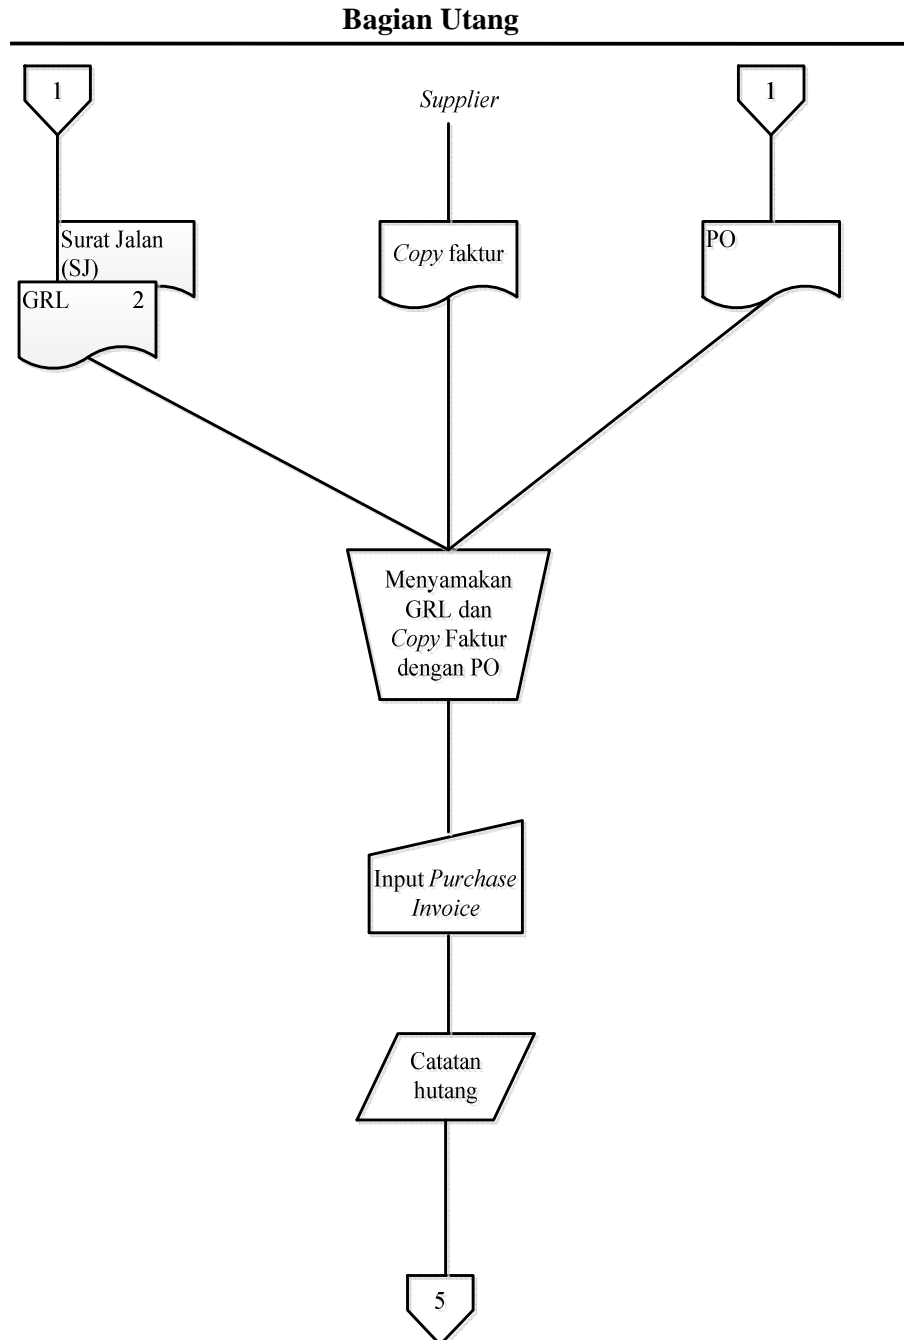 Bagian Utang
1
Supplier
1
Surat Jalan
(SJ)
GRL 2
Copy faktur
PO
Menyamakan
GRL dan
Copy Faktur
dengan PO
Input Purchase
Invoice
Catatan
hutang
5